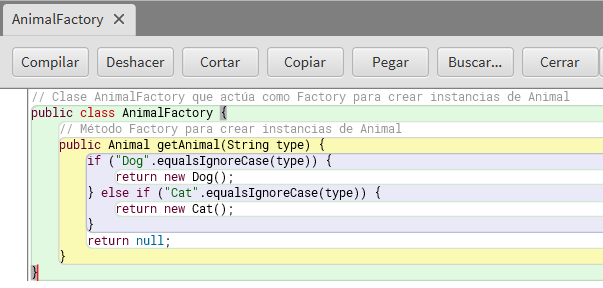 AnimalFactory ✕
Compilar Deshacer Cortar Copiar Pegar Buscar... Cerrar
// Clase AnimalFactory que actúa como Factory para crear instancias de Animal
public class AnimalFactory {
// Método Factory para crear instancias de Animal
public Animal getAnimal(String type) {
if ("Dog".equalsIgnoreCase(type)) {
return new Dog();
} else if ("Cat".equalsIgnoreCase(type)) {
return new Cat();
}
return null;
}
}